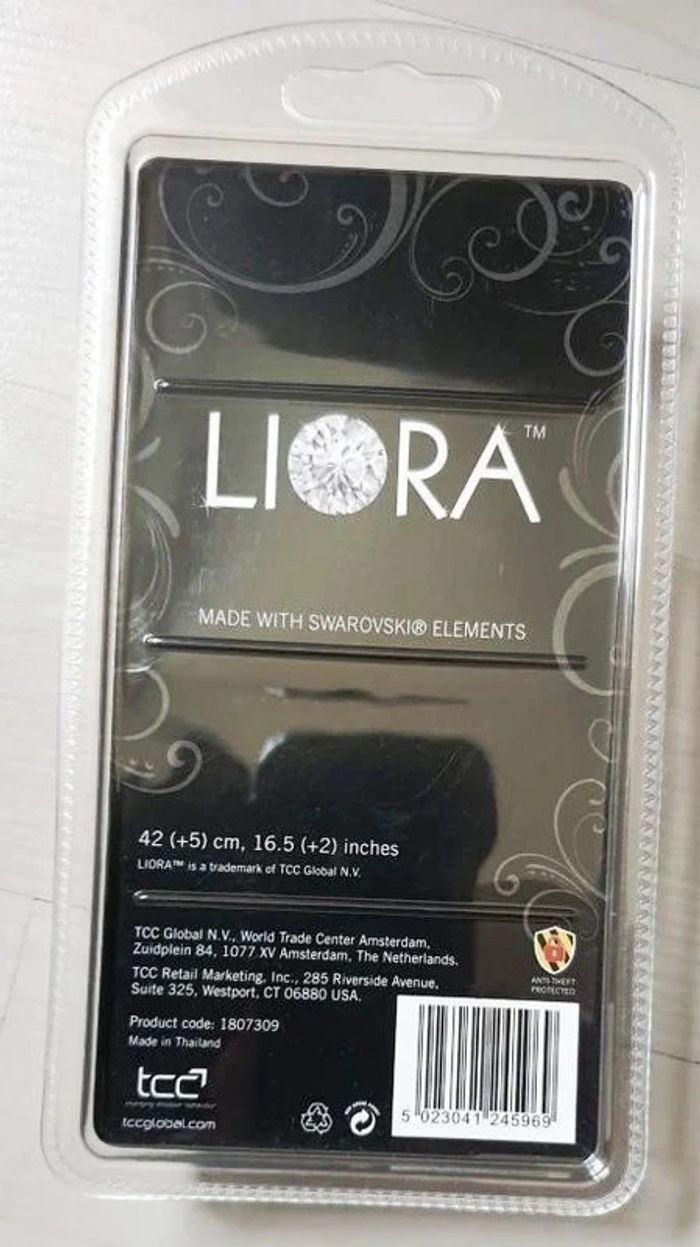 LIORA™
MADE WITH SWAROVSKI® ELEMENTS
42 (+5) cm, 16.5 (+2) inches
LIORA™ is a trademark of TCC Global N.V.
TCC Global N.V., World Trade Center Amsterdam,
Zuidplein 84, 1077 XV Amsterdam, The Netherlands.
TCC Retail Marketing, Inc., 285 Riverside Avenue,
Suite 325, Westport, CT 06880 USA.
ANTI-THEFT
PROTECTED
Product code: 1807309
Made in Thailand
tcc
tccglobal.com
5 023041 245969